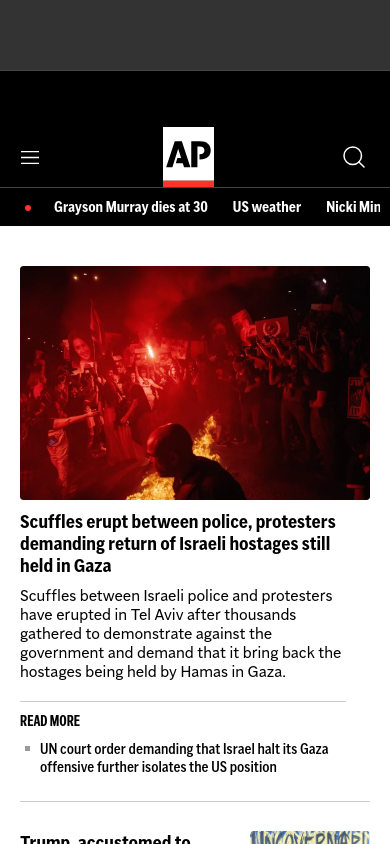 AP
Grayson Murray dies at 30 US weather Nicki Min
Scuffles erupt between police, protesters
demanding return of Israeli hostages still
held in Gaza
Scuffles between Israeli police and protesters
have erupted in Tel Aviv after thousands
gathered to demonstrate against the
government and demand that it bring back the
hostages being held by Hamas in Gaza.
READ MORE
UN court order demanding that Israel halt its Gaza
offensive further isolates the US position
Trump, accustomed to